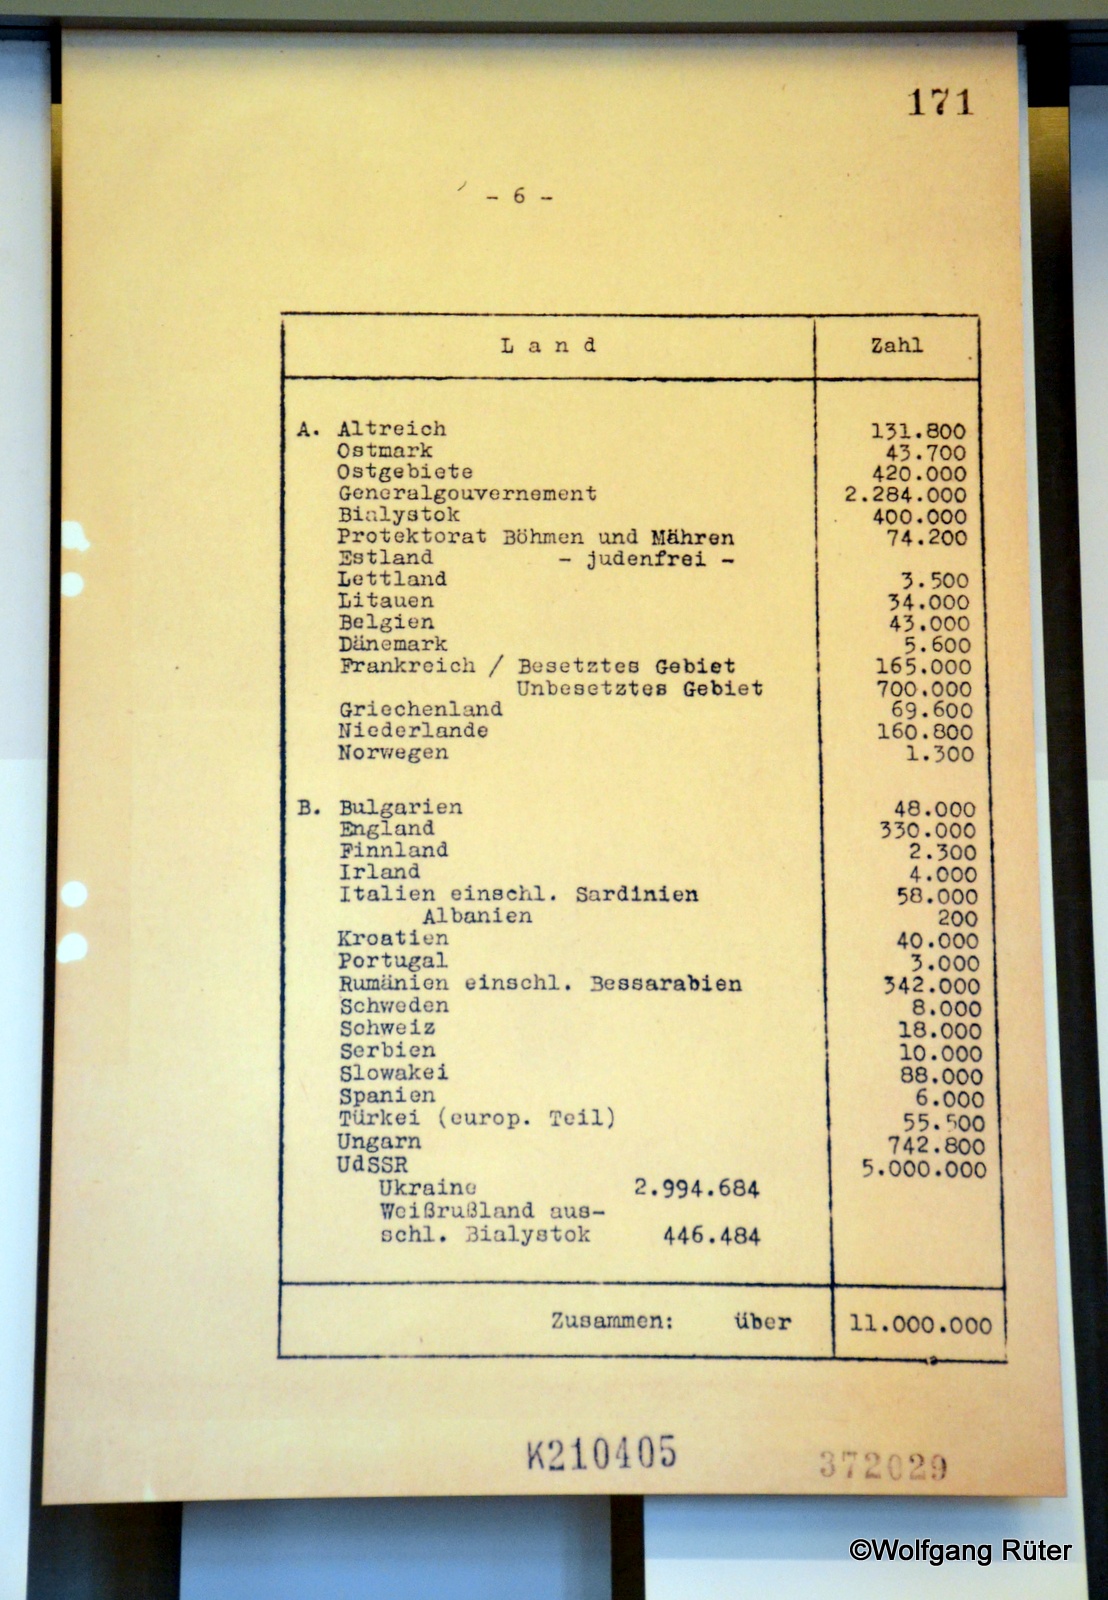 171
- 6 -
Land Zahl
A. Altreich 131.800
Ostmark 43.700
Ostgebiete 420.000
Generalgouvernement 2.284.000
Bialystok 400.000
Protektorat Böhmen und Mähren 74.200
Estland - judenfrei -
Lettland 3.500
Litauen 34.000
Belgien 43.000
Dänemark 5.600
Frankreich / Besetztes Gebiet 165.000
Unbesetztes Gebiet 700.000
Griechenland 69.600
Niederlande 160.800
Norwegen 1.300
B. Bulgarien 48.000
England 330.000
Finnland 2.300
Irland 4.000
Italien einschl. Sardinien 58.000
Albanien 200
Kroatien 40.000
Portugal 3.000
Rumänien einschl. Bessarabien 342.000
Schweden 8.000
Schweiz 18.000
Serbien 10.000
Slowakei 88.000
Spanien 6.000
Türkei (europ. Teil) 55.500
Ungarn 742.800
UdSSR 5.000.000
Ukraine 2.994.684
Weißrußland aus-
schl. Bialystok 446.484
Zusammen: über 11.000.000
K210405
372029
©Wolfgang Rüter